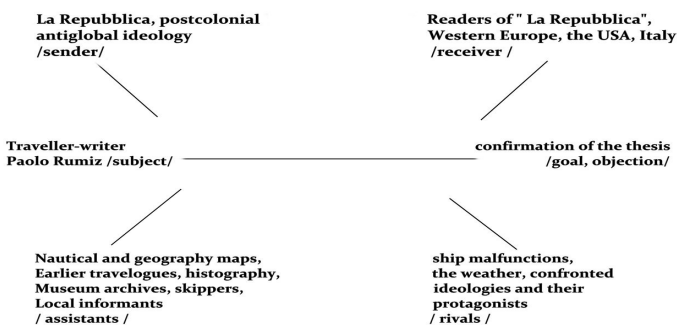 La Repubblica, postcolonial
antiglobal ideology
/sender/
Readers of " La Repubblica",
Western Europe, the USA, Italy
/receiver /
Traveller-writer
Paolo Rumiz /subject/
confirmation of the thesis
/goal, objection/
Nautical and geography maps,
Earlier travelogues, histography,
Museum archives, skippers,
Local informants
/ assistants /
ship malfunctions,
the weather, confronted
ideologies and their
protagonists
/ rivals /